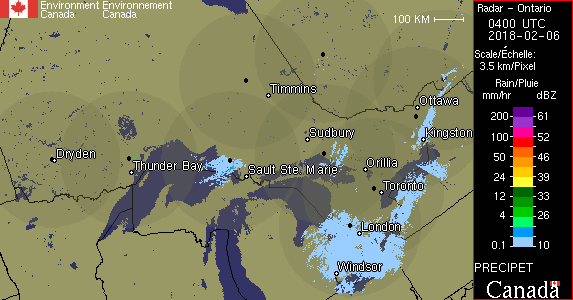 Environment Environnement
Canada Canada
100 KM
Timmins
Ottawa
Sudbury
Kingston
Dryden
Thunder Bay
Sault Ste. Marie
Orillia
Toronto
London
Windsor
Radar - Ontario
0400 UTC
2018-02-06
Scale/Échelle:
3.5 km/Pixel
Rain/Pluie
mm/hr dBZ
200 61
100 52
50 46
24 39
12 33
4 26
0.1 10
PRECIPET
Canada